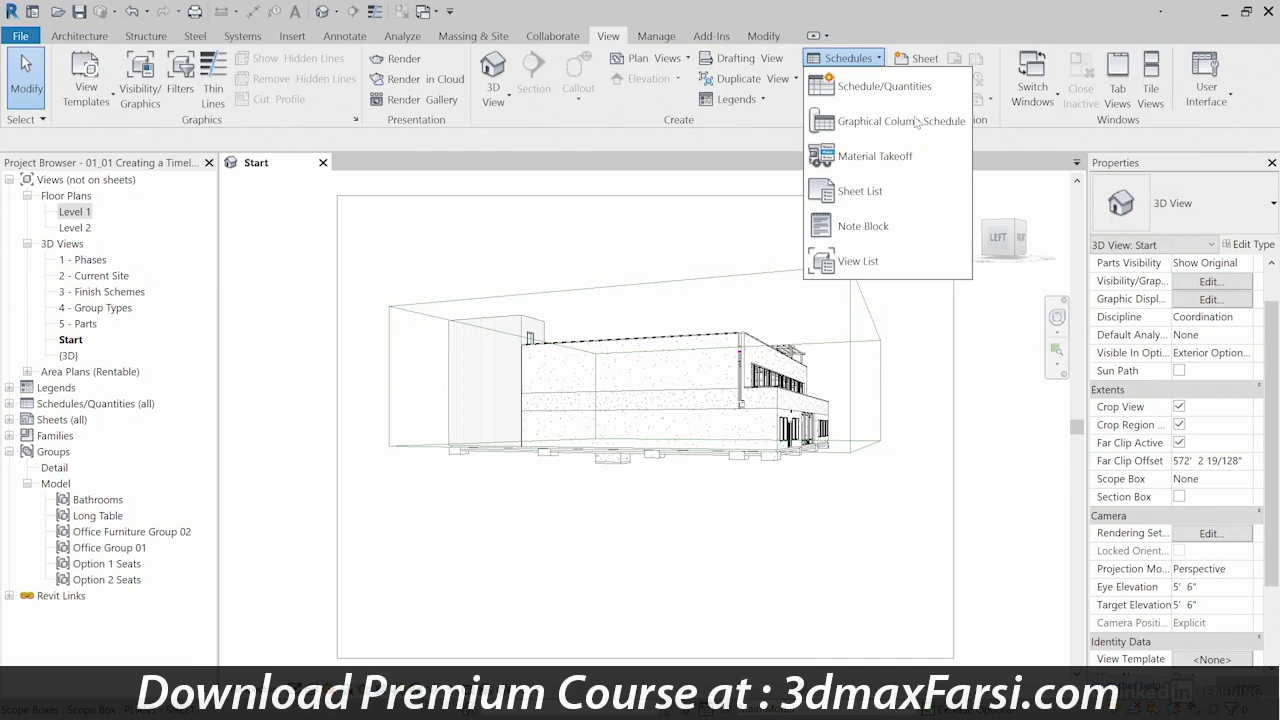 File
Architecture
Structure
Steel
Systems
Insert
Annotate
Analyze
Massing & Site
Collaborate
View
Manage
Add-Ins
Modify
Modify
Select
View
Templates
Visibility/
Graphics
Filters
Thin
Lines
Show Hidden Lines
Remove Hidden Lines
Cut Profile
Graphics
Render
Render in Cloud
Render Gallery
Presentation
3D
View
Section
Callout
Plan Views
Elevation
Drafting View
Duplicate View
Legends
Create
Schedules
Sheet
Schedule/Quantities
Graphical Column Schedule
Material Takeoff
Sheet List
Note Block
View List
Switch
Windows
Close
Inactive
Tab
Views
Tile
Views
Windows
User
Interface
Project Browser - 01_01 Creating a Timel...
Views (not on sheets)
Floor Plans
Level 1
Level 2
3D Views
1 - Phases
2 - Current Site
3 - Finish Schemes
4 - Group Types
5 - Parts
Start
{3D}
Area Plans (Rentable)
Legends
Schedules/Quantities (all)
Sheets (all)
Families
Groups
Detail
Model
Bathrooms
Long Table
Office Furniture Group 02
Office Group 01
Option 1 Seats
Option 2 Seats
Revit Links
Start
LEFT
Properties
3D View
3D View: Start
Edit Type
Parts Visibility Show Original
Visibility/Grap... Edit...
Graphic Displ... Edit...
Discipline Coordination
Default Analy... None
Visible In Opti... Exterior Option...
Sun Path
Extents
Crop View
Crop Region ...
Far Clip Active
Far Clip Offset 572' 2 19/128"
Scope Box None
Section Box
Camera
Rendering Set... Edit...
Locked Orient...
Projection Mo... Perspective
Eye Elevation 5' 6"
Target Elevation 5' 6"
Camera Positi... Explicit
Identity Data
View Template <None>
Download Premium Course at : 3dmaxFarsi.com